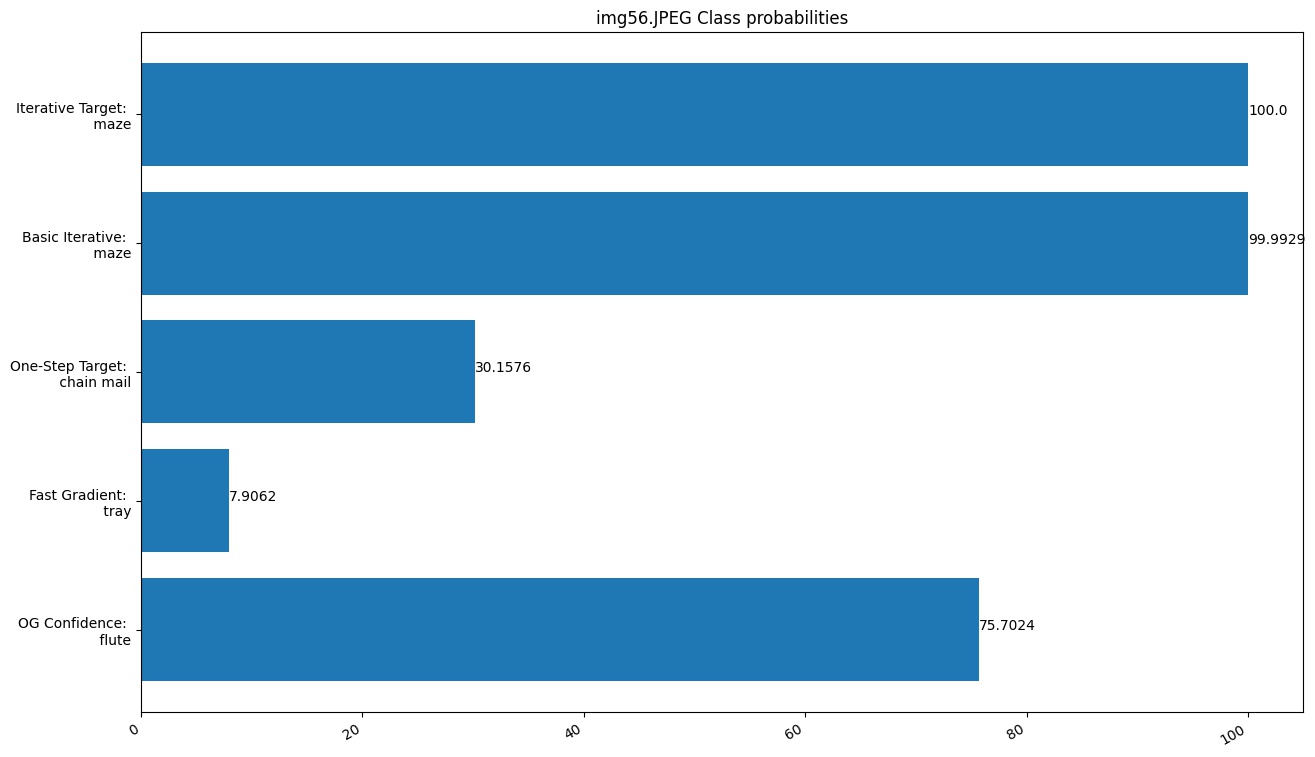 img56.JPEG Class probabilities
Iterative Target:
maze
100.0
Basic Iterative:
maze
99.9929
One-Step Target:
chain mail
30.1576
Fast Gradient:
tray
7.9062
OG Confidence:
flute
75.7024
0
20
40
60
80
100